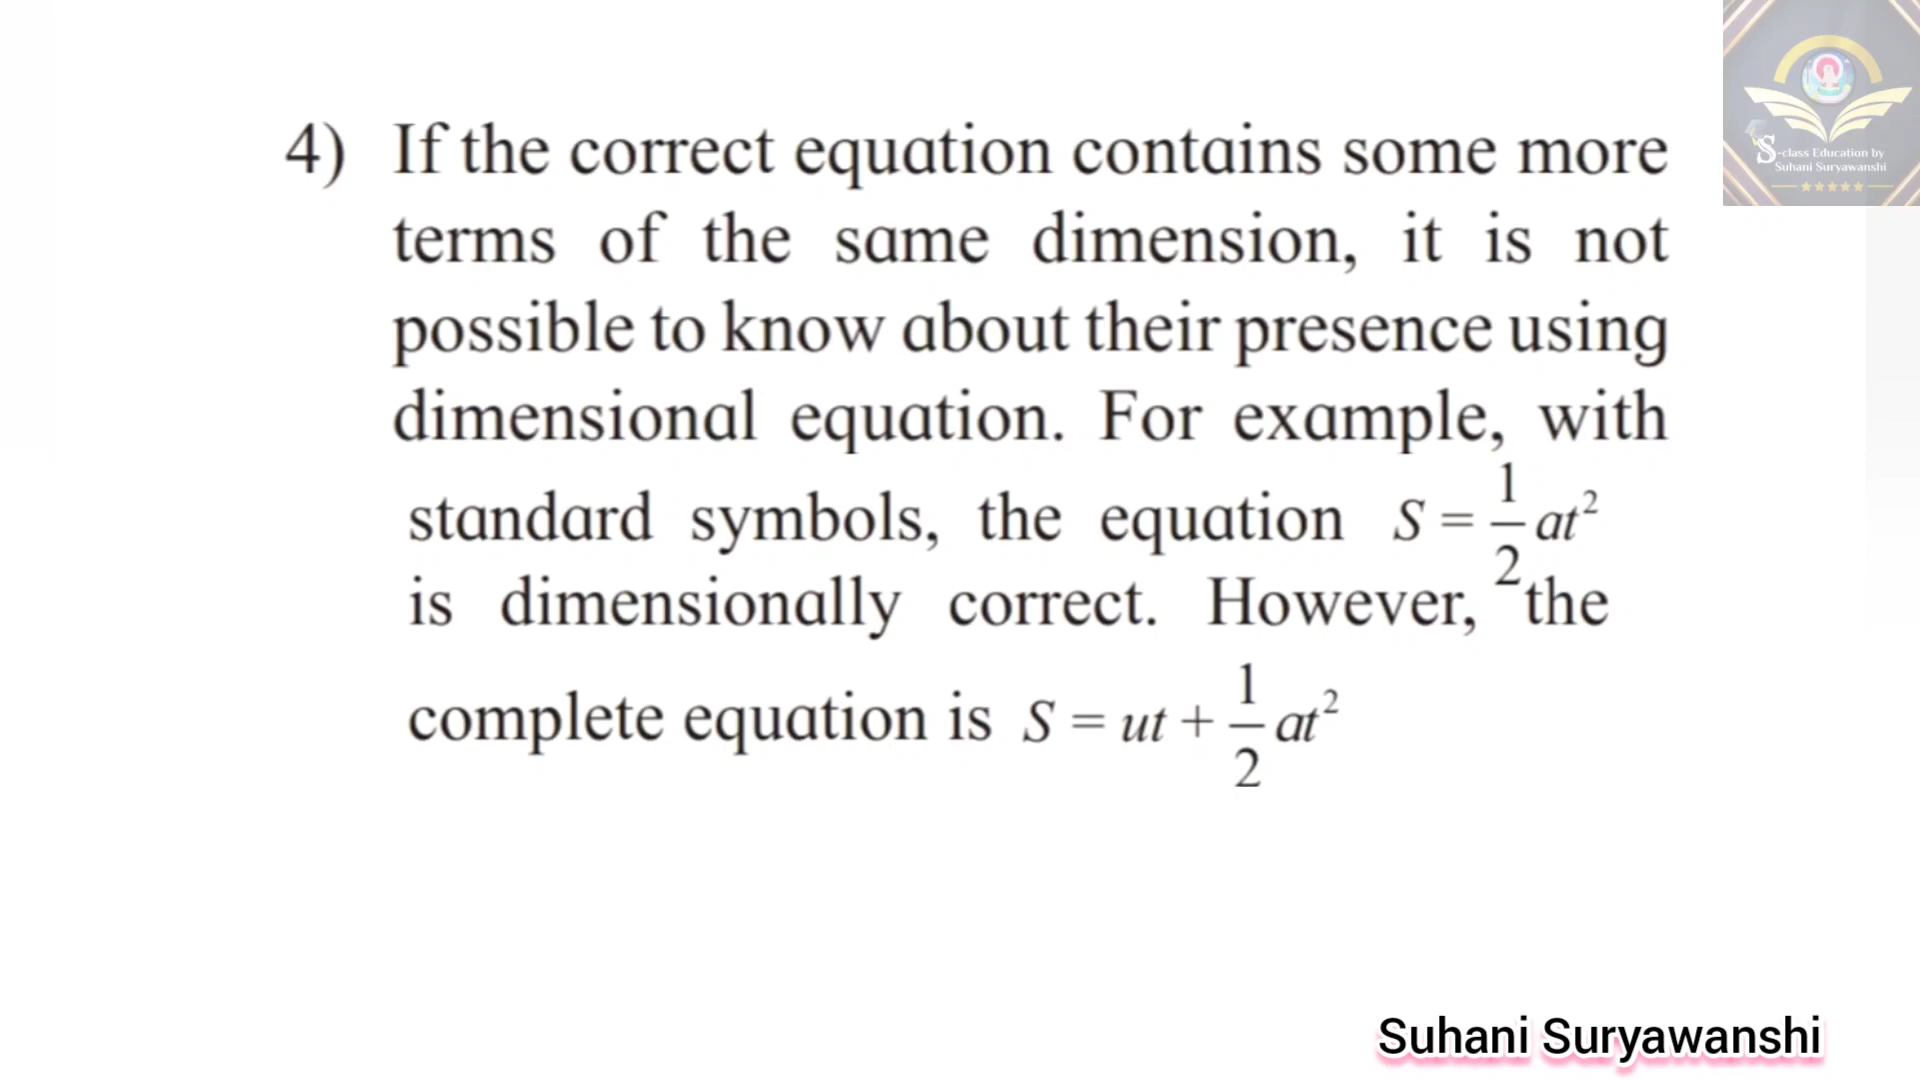 4) If the correct equation contains some more
terms of the same dimension, it is not
possible to know about their presence using
dimensional equation. For example, with
standard symbols, the equation S = 1/2 at²
is dimensionally correct. However, the
complete equation is S = ut + 1/2 at²
S-class Education by
Suhani Suryawanshi
Suhani Suryawanshi